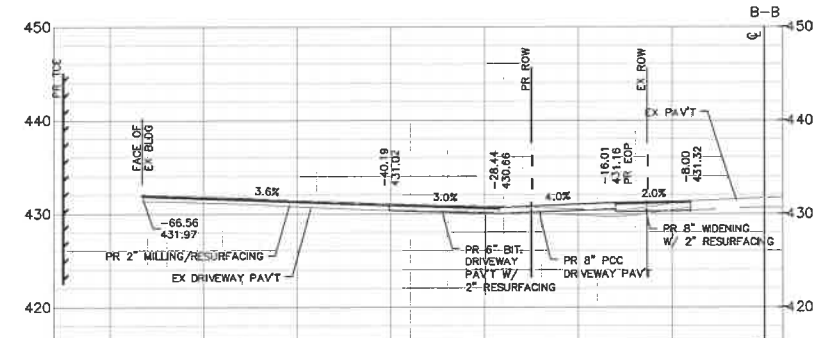 B-B
450
450
℄
PR TCE
FACE OF
EX BLDG
PR ROW
EX ROW
EX PAV'T
440
440
-40.19
431.02
-28.44
430.66
-16.01
431.16
PR EOP
-8.00
431.32
3.6%
3.0%
4.0%
2.0%
430
430
-66.56
431.97
PR 2" MILLING/RESURFACING
EX DRIVEWAY PAV'T
PR 6" BIT.
DRIVEWAY
PAV'T W/
2" RESURFACING
PR 8" PCC
DRIVEWAY PAV'T
PR 8" WIDENING
W/ 2" RESURFACING
420
420